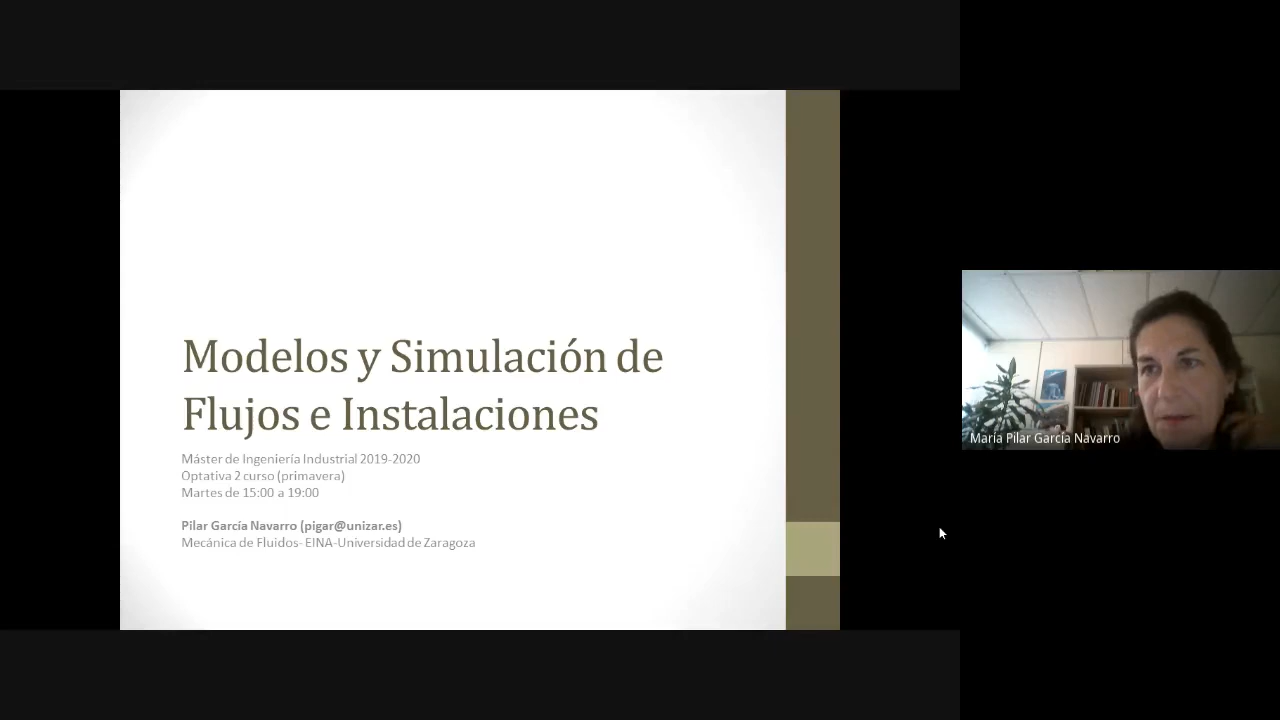 Modelos y Simulación de
Flujos e Instalaciones
Máster de Ingeniería Industrial 2019-2020
Optativa 2 curso (primavera)
Martes de 15:00 a 19:00
Pilar García Navarro (pigar@unizar.es)
Mecánica de Fluidos- EINA-Universidad de Zaragoza
María Pilar García Navarro